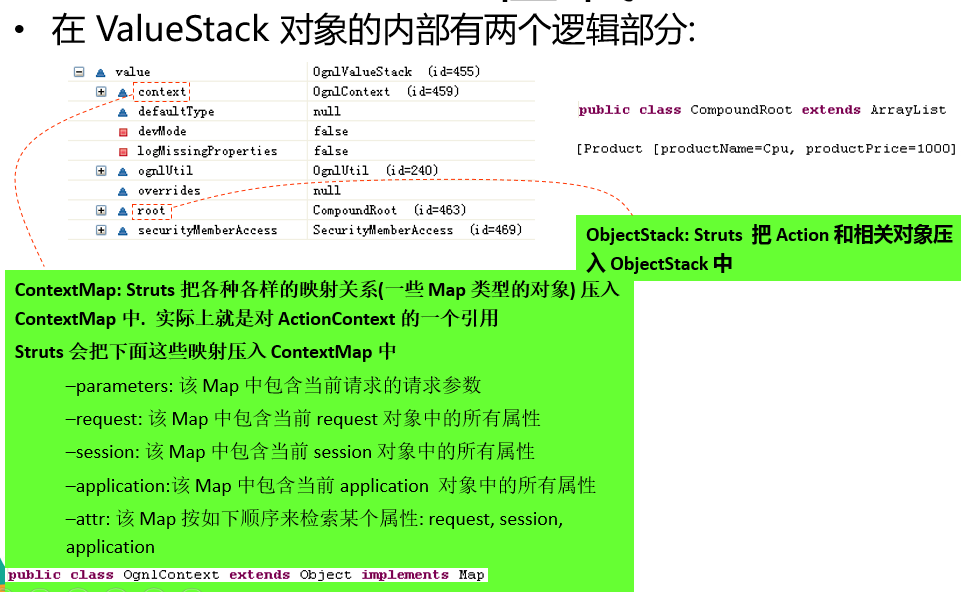 • 在 ValueStack 对象的内部有两个逻辑部分:
value OgnlValueStack (id=455)
context OgnlContext (id=459)
defaultType null
devMode false
logMissingProperties false
ognlUtil OgnlUtil (id=240)
overrides null
root CompoundRoot (id=463)
securityMemberAccess SecurityMemberAccess (id=469)
public class CompoundRoot extends ArrayList
[Product [productName=Cpu, productPrice=1000]
ObjectStack: Struts 把 Action 和相关对象压
入 ObjectStack 中
ContextMap: Struts 把各种各样的映射关系(一些 Map 类型的对象) 压入
ContextMap 中. 实际上就是对 ActionContext 的一个引用
Struts 会把下面这些映射压入 ContextMap 中
–parameters: 该 Map 中包含当前请求的请求参数
–request: 该 Map 中包含当前 request 对象中的所有属性
–session: 该 Map 中包含当前 session 对象中的所有属性
–application:该 Map 中包含当前 application 对象中的所有属性
–attr: 该 Map 按如下顺序来检索某个属性: request, session,
application
public class OgnlContext extends Object implements Map